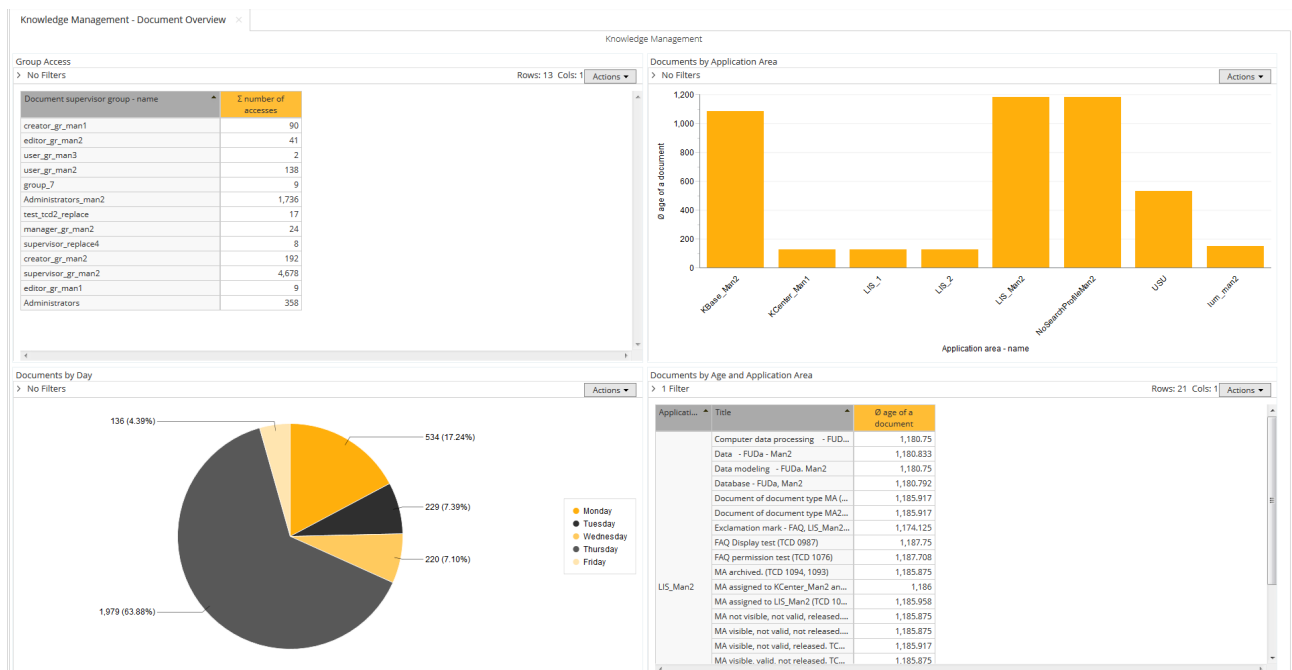 Knowledge Management - Document Overview ×
Knowledge Management
Group Access
> No Filters Rows: 13 Cols: 1 Actions
Document supervisor group - name Σ number of accesses
creator_gr_man1 90
editor_gr_man2 41
user_gr_man3 2
user_gr_man2 138
group_7 9
Administrators_man2 1,736
test_tcd2_replace 17
manager_gr_man2 24
supervisor_replace4 8
creator_gr_man2 192
supervisor_gr_man2 4,678
editor_gr_man1 9
Administrators 358
Documents by Application Area
> No Filters Actions
Ø age of a document
1,200
1,000
800
600
400
200
0
KBase_Man2 KCenter_Man1 LIS_1 LIS_2 LIS_Man2 NoSearchProfileMan2 USU
Application area - name
Documents by Day
> No Filters Actions
136 (4.39%)
534 (17.24%)
229 (7.39%)
220 (7.10%)
1,979 (63.88%)
Monday
Tuesday
Wednesday
Thursday
Friday
Documents by Age and Application Area
> 1 Filter Rows: 21 Cols: 1 Actions
Applicati... Title Ø age of a document
Computer data processing - FUD... 1,180.75
Data - FUDa - Man2 1,180.833
Data modeling - FUDa. Man2 1,180.75
Database - FUDa, Man2 1,180.792
Document of document type MA (... 1,185.917
Document of document type MA2... 1,185.917
Exclamation mark - FAQ, LIS_Man2... 1,174.125
FAQ Display test (TCD 0987) 1,187.75
FAQ permission test (TCD 1076) 1,187.708
MA archived. (TCD 1094, 1093) 1,185.875
LIS_Man2 MA assigned to KCenter_Man2 an... 1,186
MA assigned to LIS_Man2 (TCD 10... 1,185.958
MA not visible, not valid, released.... 1,185.875
MA visible, not valid, not released.... 1,185.875
MA visible, not valid, released. TC... 1,185.917
MA visible, valid, not released. TC... 1,185.875